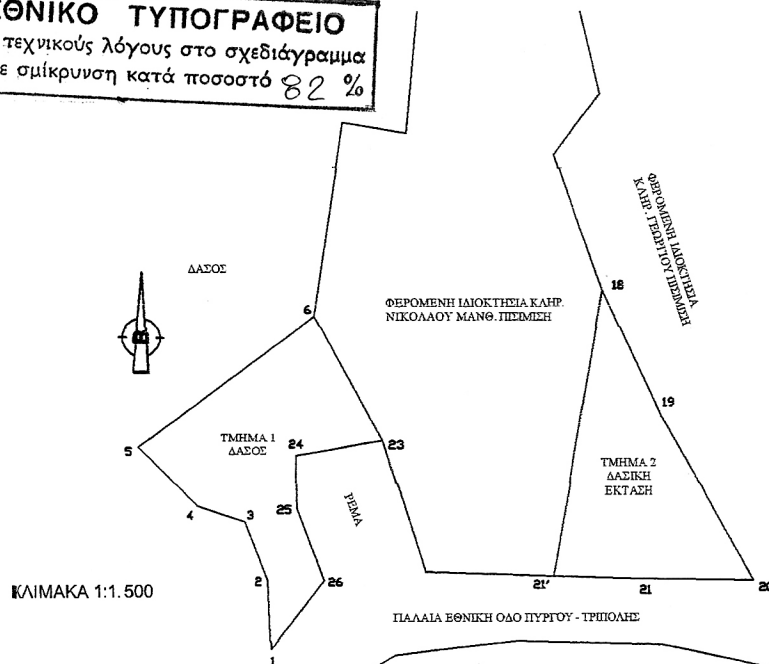 ΕΘΝΙΚΟ ΤΥΠΟΓΡΑΦΕΙΟ
τεχνικούς λόγους στο σχεδιάγραμμα
ε σμίκρυνση κατά ποσοστό 82 %
ΦΕΡΟΜΕΝΗ ΙΔΙΟΚΤΗΣΙΑ
ΚΛΗΡ. ΓΕΩΡΓΙΟΥ ΠΙΣΙΜΙΣΗ
ΔΑΣΟΣ
18
6
ΦΕΡΟΜΕΝΗ ΙΔΙΟΚΤΗΣΙΑ ΚΛΗΡ.
ΝΙΚΟΛΑΟΥ ΜΑΝΘ. ΠΙΣΙΜΙΣΗ
Β
19
5
ΤΜΗΜΑ 1
ΔΑΣΟΣ
24
23
ΤΜΗΜΑ 2
ΔΑΣΙΚΗ
ΕΚΤΑΣΗ
4
3
25
ΡΕΜΑ
2
26
21'
21
20
ΚΛΙΜΑΚΑ 1:1.500
ΠΑΛΑΙΑ ΕΘΝΙΚΗ ΟΔΟ ΠΥΡΓΟΥ - ΤΡΙΠΟΛΗΣ
1